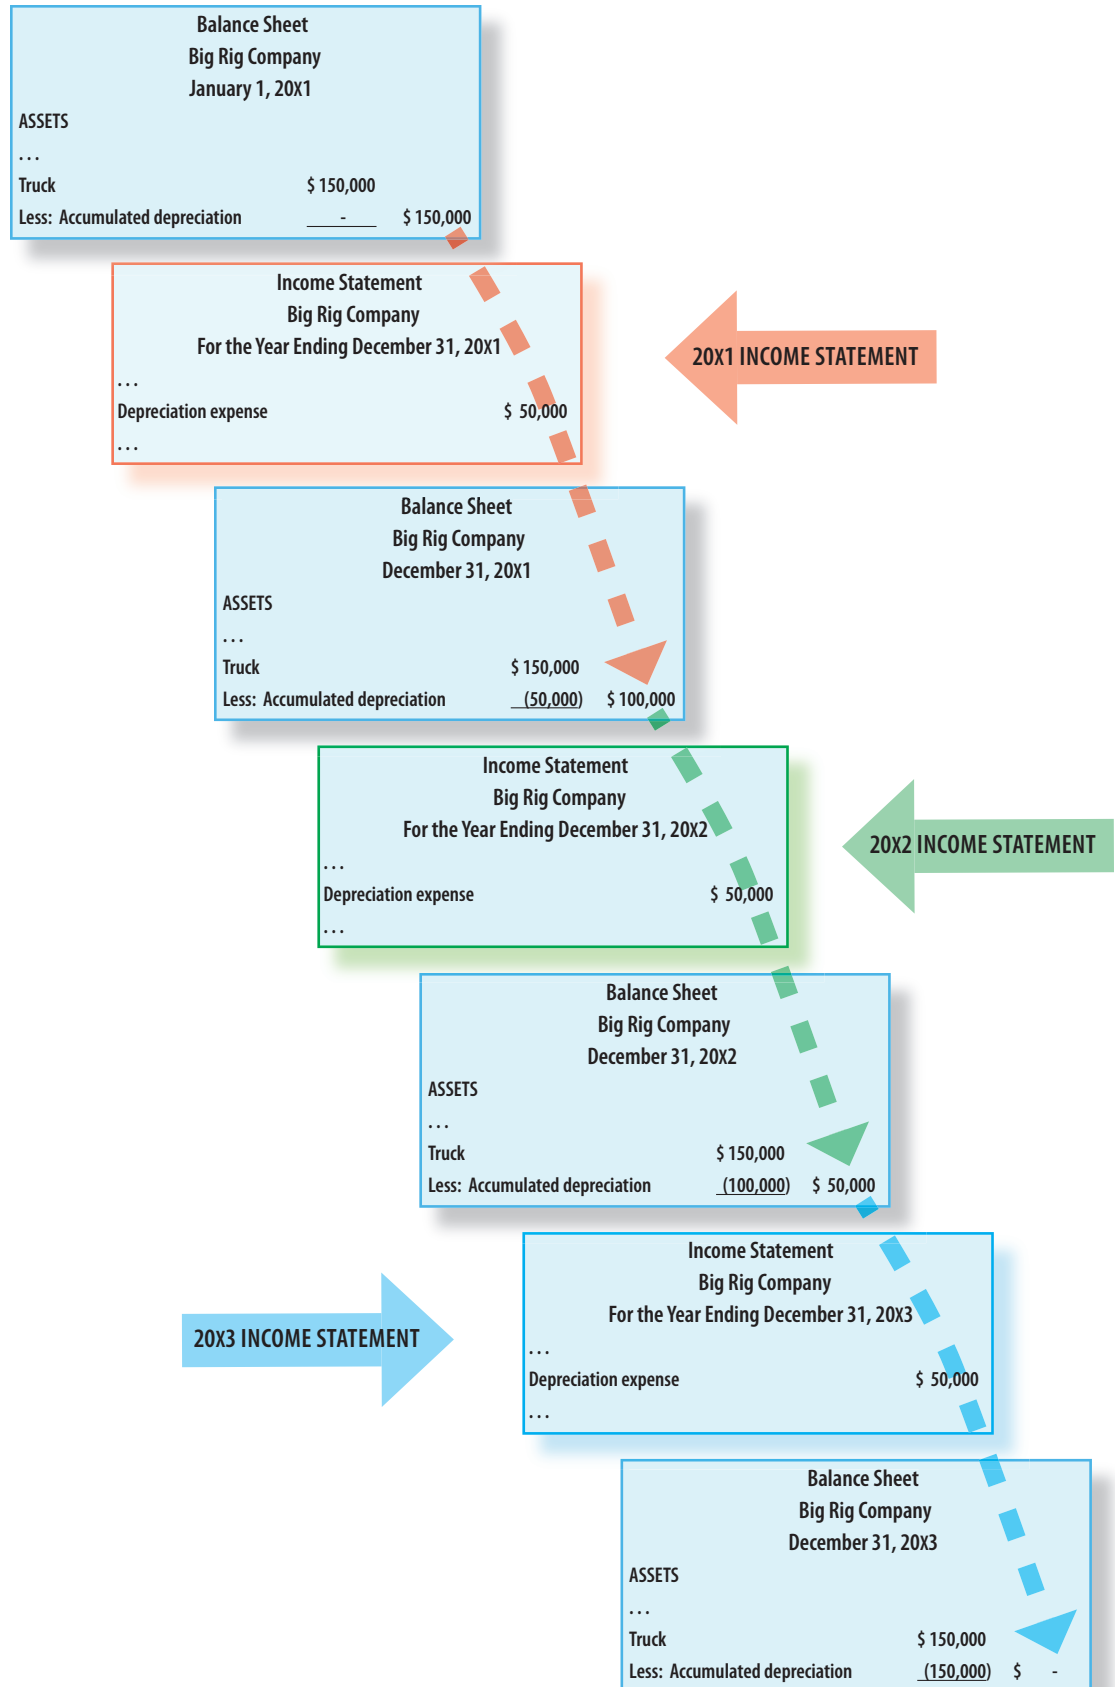 Balance Sheet
Big Rig Company
January 1, 20X1
ASSETS
. . .
Truck $ 150,000
Less: Accumulated depreciation - $ 150,000
Income Statement
Big Rig Company
For the Year Ending December 31, 20X1
20X1 INCOME STATEMENT
. . .
Depreciation expense $ 50,000
. . .
Balance Sheet
Big Rig Company
December 31, 20X1
ASSETS
. . .
Truck $ 150,000
Less: Accumulated depreciation (50,000) $ 100,000
Income Statement
Big Rig Company
For the Year Ending December 31, 20X2
20X2 INCOME STATEMENT
. . .
Depreciation expense $ 50,000
. . .
Balance Sheet
Big Rig Company
December 31, 20X2
ASSETS
. . .
Truck $ 150,000
Less: Accumulated depreciation (100,000) $ 50,000
Income Statement
Big Rig Company
For the Year Ending December 31, 20X3
20X3 INCOME STATEMENT
. . .
Depreciation expense $ 50,000
. . .
Balance Sheet
Big Rig Company
December 31, 20X3
ASSETS
. . .
Truck $ 150,000
Less: Accumulated depreciation (150,000) $ -